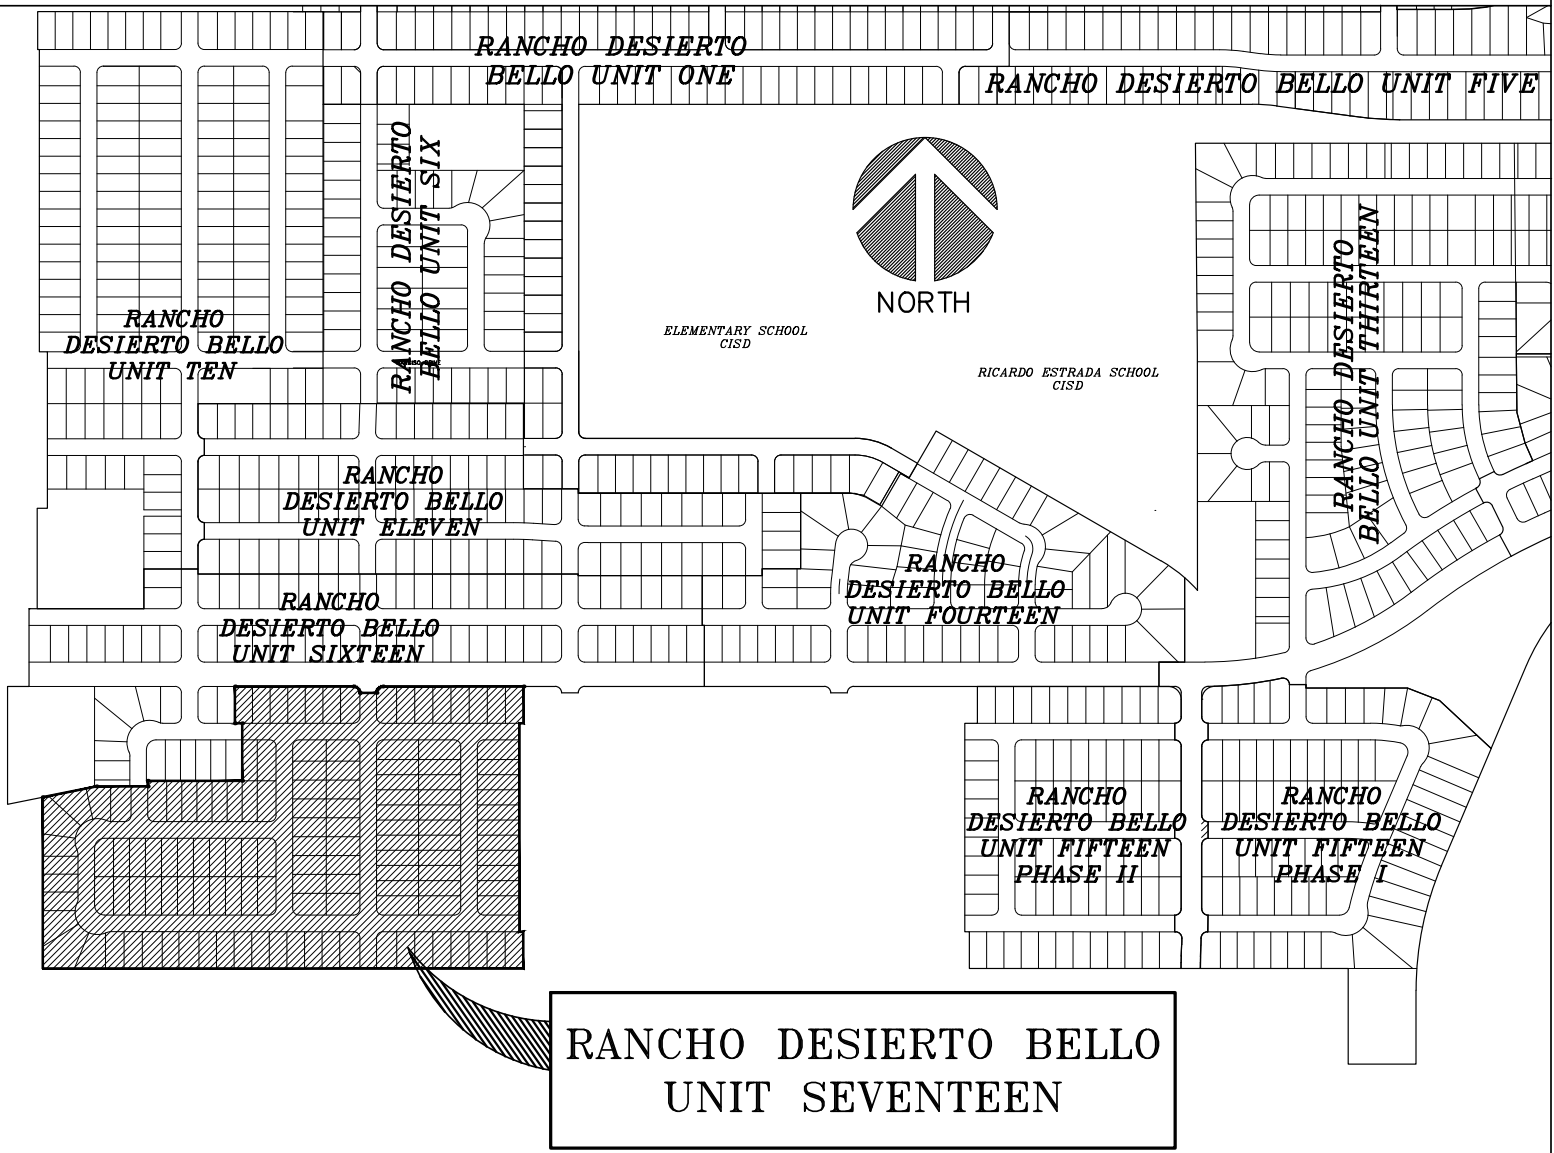 RANCHO DESIERTO
BELLO UNIT ONE
RANCHO DESIERTO BELLO UNIT FIVE
RANCHO DESIERTO
BELLO UNIT SIX
NORTH
RANCHO DESIERTO
BELLO UNIT THIRTEEN
RANCHO
DESIERTO BELLO
UNIT TEN
ELEMENTARY SCHOOL
CISD
RICARDO ESTRADA SCHOOL
CISD
RANCHO
DESIERTO BELLO
UNIT ELEVEN
RANCHO
DESIERTO BELLO
UNIT FOURTEEN
RANCHO
DESIERTO BELLO
UNIT SIXTEEN
RANCHO
DESIERTO BELLO
UNIT FIFTEEN
PHASE II
RANCHO
DESIERTO BELLO
UNIT FIFTEEN
PHASE I
RANCHO DESIERTO BELLO
UNIT SEVENTEEN